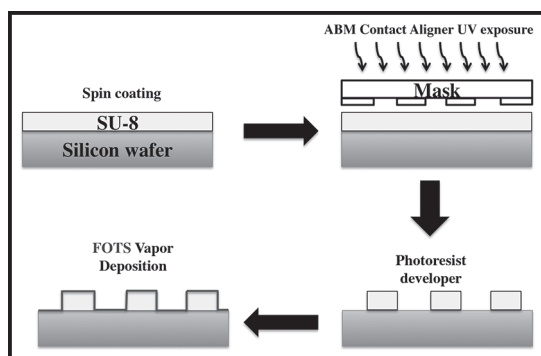 ABM Contact Aligner UV exposure
Spin coating
Mask
SU-8
Silicon wafer
FOTS Vapor
Deposition
Photoresist
developer